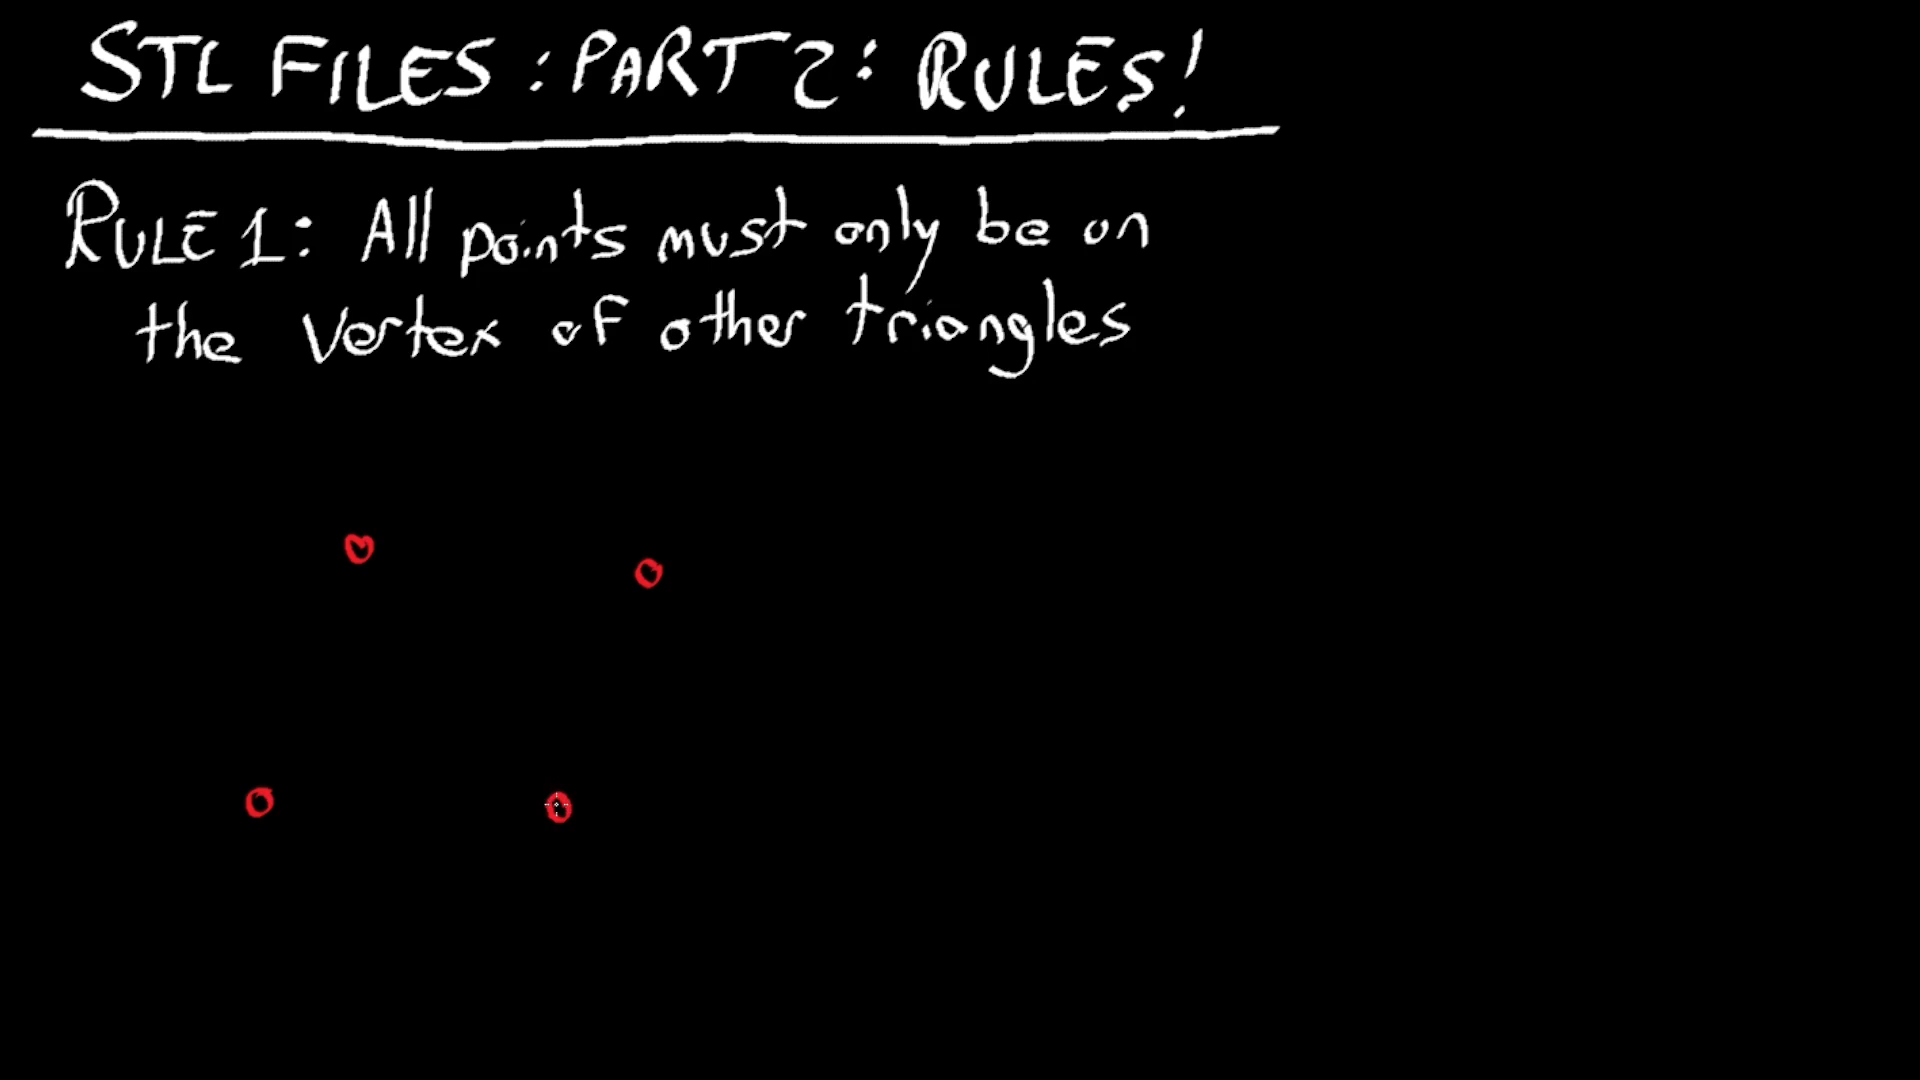 STL FILES: PART 2: RULES!
RULE 1: All points must only be on
the vertex of other triangles